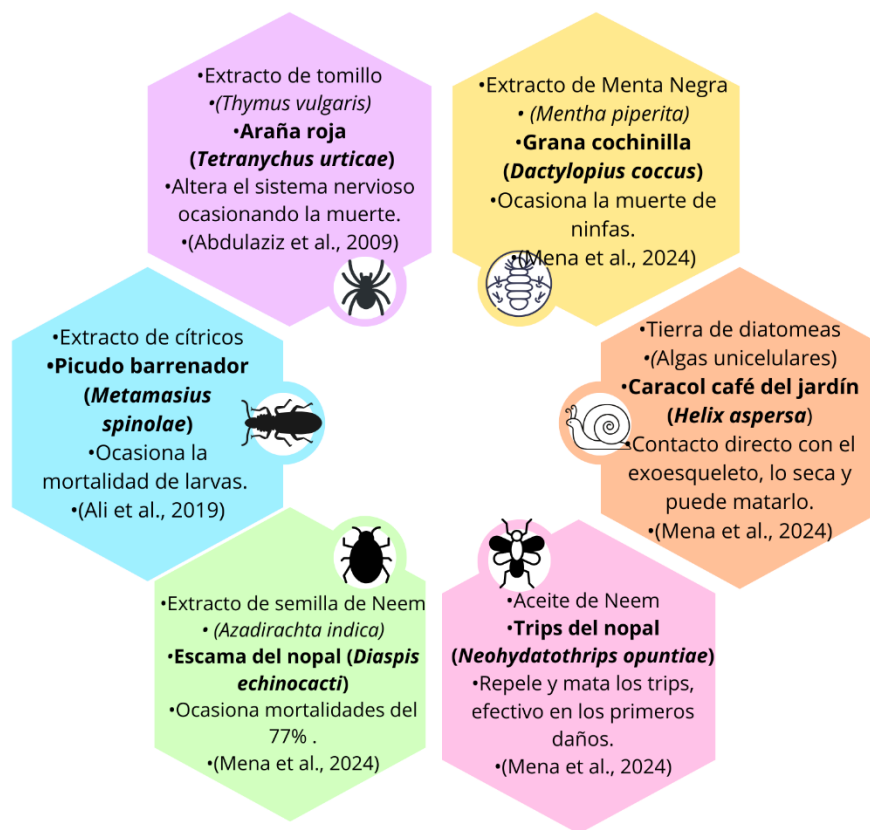 •Extracto de tomillo
•(Thymus vulgaris)
•Araña roja
(Tetranychus urticae)
•Altera el sistema nervioso
ocasionando la muerte.
•(Abdulaziz et al., 2009)
•Extracto de Menta Negra
• (Mentha piperita)
•Grana cochinilla
(Dactylopius coccus)
•Ocasiona la muerte de
ninfas.
•(Mena et al., 2024)
•Extracto de cítricos
•Picudo barrenador
(Metamasius
spinolae)
•Ocasiona la
mortalidad de larvas.
•(Ali et al., 2019)
•Tierra de diatomeas
•(Algas unicelulares)
•Caracol café del jardín
(Helix aspersa)
•Contacto directo con el
exoesqueleto, lo seca y
puede matarlo.
•(Mena et al., 2024)
•Extracto de semilla de Neem
• (Azadirachta indica)
•Escama del nopal (Diaspis
echinocacti)
•Ocasiona mortalidades del
77% .
•(Mena et al., 2024)
•Aceite de Neem
•Trips del nopal
(Neohydatothrips opuntiae)
•Repele y mata los trips,
efectivo en los primeros
daños.
•(Mena et al., 2024)